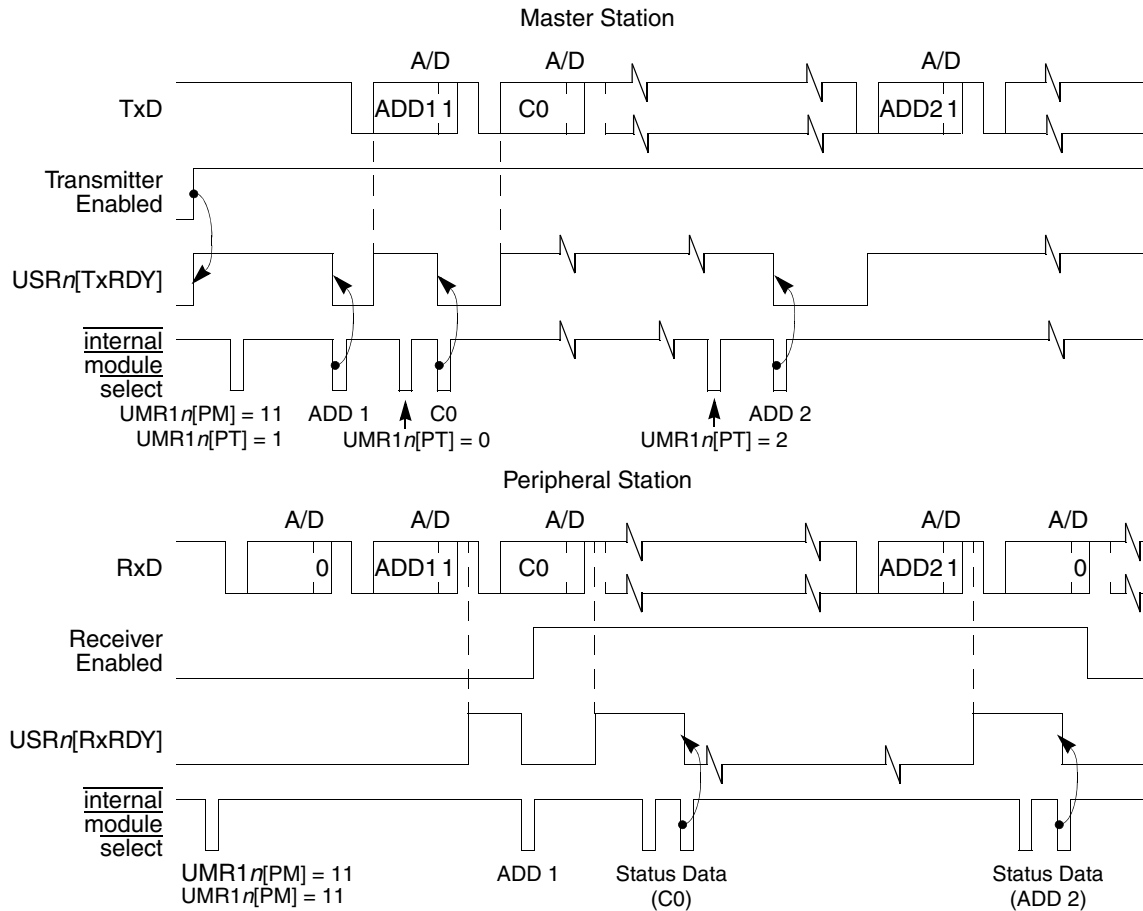 Master Station
A/D A/D A/D
TxD ADD1 1 C0 ADD2 1
Transmitter
Enabled
USRn[TxRDY]
internal
module
select
UMR1n[PM] = 11 ADD 1 C0 ADD 2
UMR1n[PT] = 1 UMR1n[PT] = 0 UMR1n[PT] = 2
Peripheral Station
A/D A/D A/D A/D A/D
RxD 0 ADD1 1 C0 ADD2 1 0
Receiver
Enabled
USRn[RxRDY]
internal
module
select
UMR1n[PM] = 11 ADD 1 Status Data Status Data
UMR1n[PM] = 11 (C0) (ADD 2)